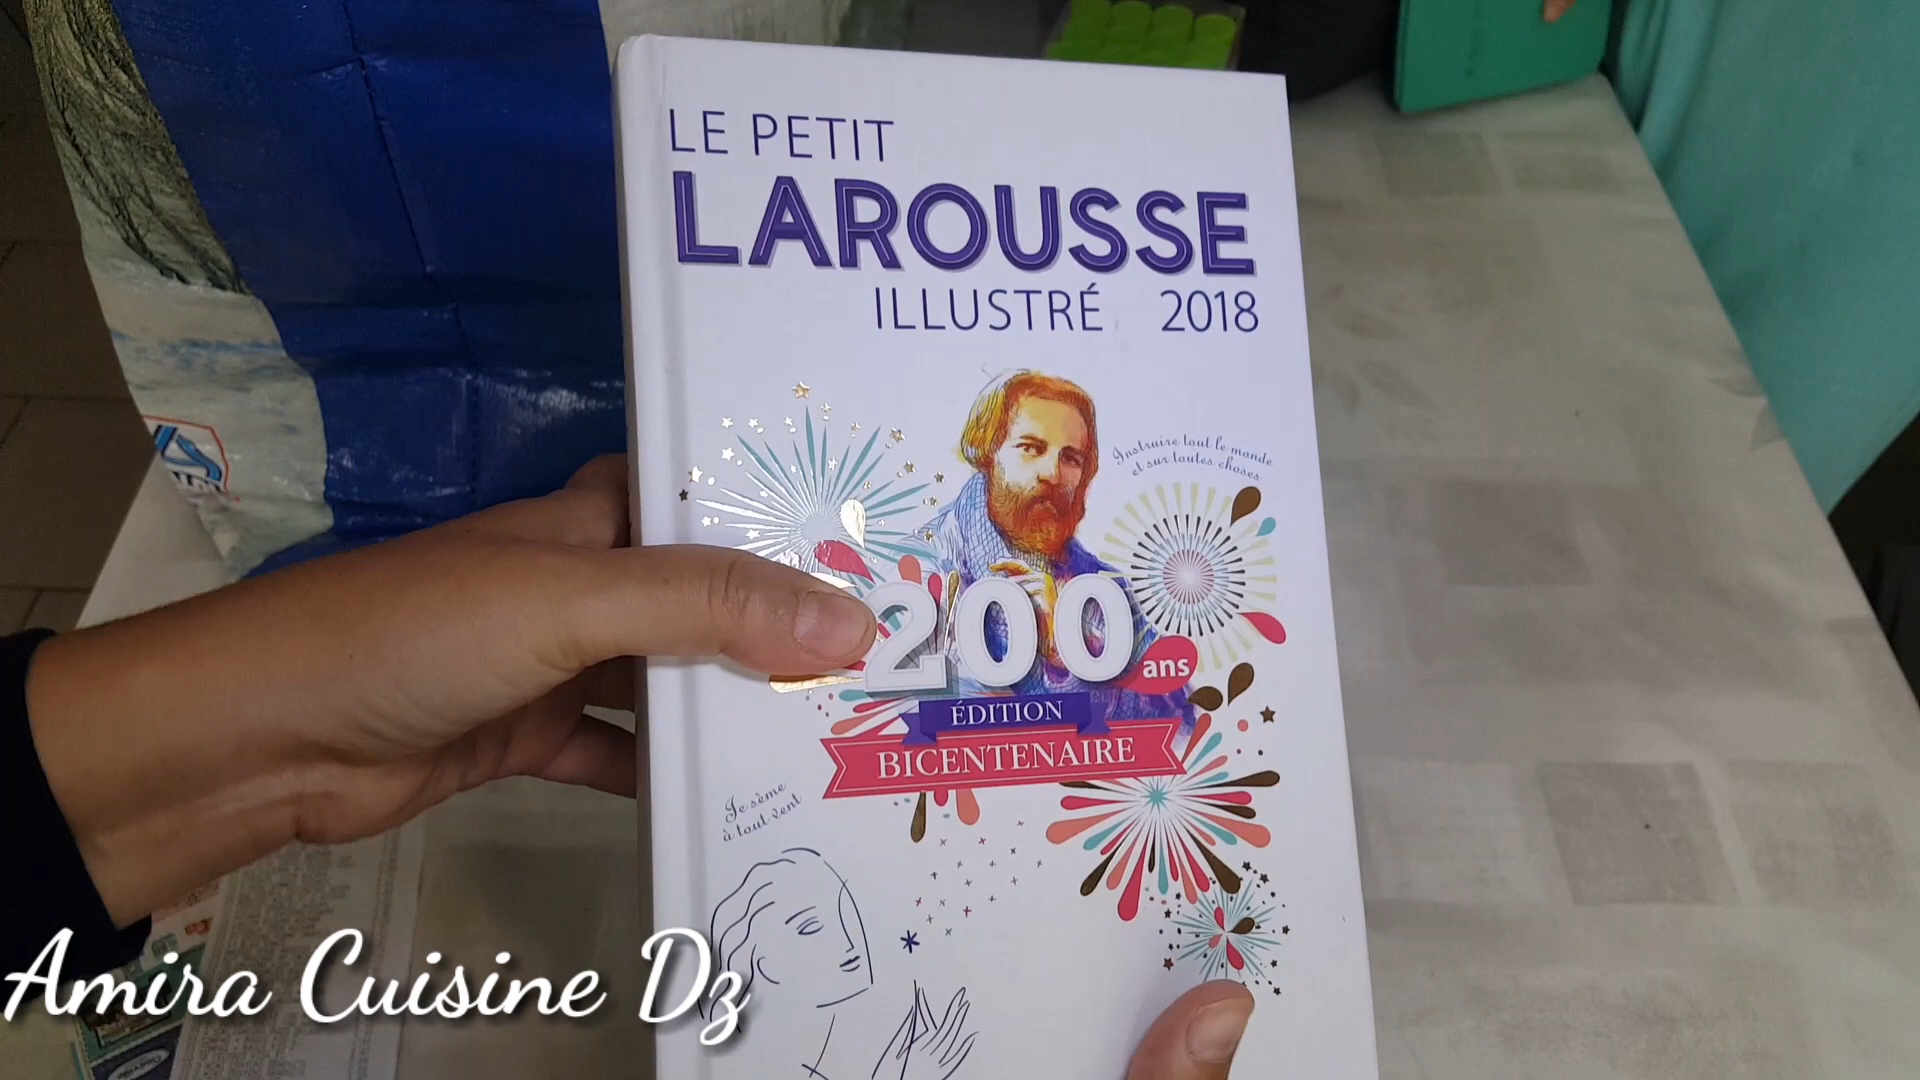 LE PETIT
LAROUSSE
ILLUSTRÉ 2018
Instruire tout le monde
et sur toutes choses
200
ans
ÉDITION
BICENTENAIRE
Je sème
à tout vent
Amira Cuisine Dz